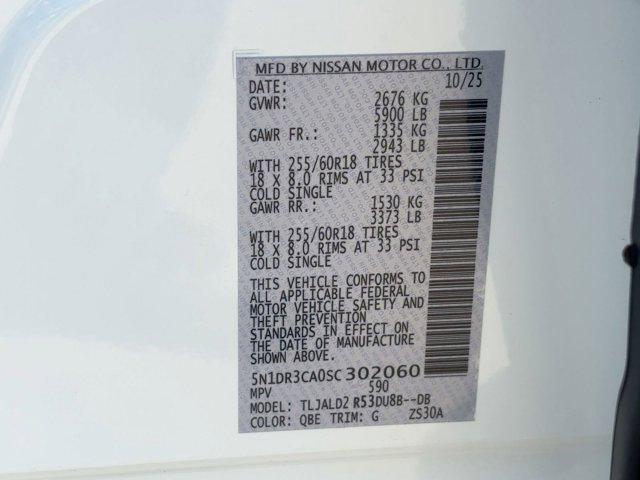 MFD BY NISSAN MOTOR CO., LTD.
DATE: 10/25
GVWR: 2676 KG
5900 LB
GAWR FR.: 1335 KG
2943 LB
WITH 255/60R18 TIRES
18 X 8.0 RIMS AT 33 PSI
COLD SINGLE
GAWR RR.: 1530 KG
3373 LB
WITH 255/60R18 TIRES
18 X 8.0 RIMS AT 33 PSI
COLD SINGLE
THIS VEHICLE CONFORMS TO
ALL APPLICABLE FEDERAL
MOTOR VEHICLE SAFETY AND
THEFT PREVENTION
STANDARDS IN EFFECT ON
THE DATE OF MANUFACTURE
SHOWN ABOVE.
5N1DR3CA0SC302060
MPV 590
MODEL: TLJALD2 R53DU8B--DB
COLOR: QBE TRIM: G ZS30A